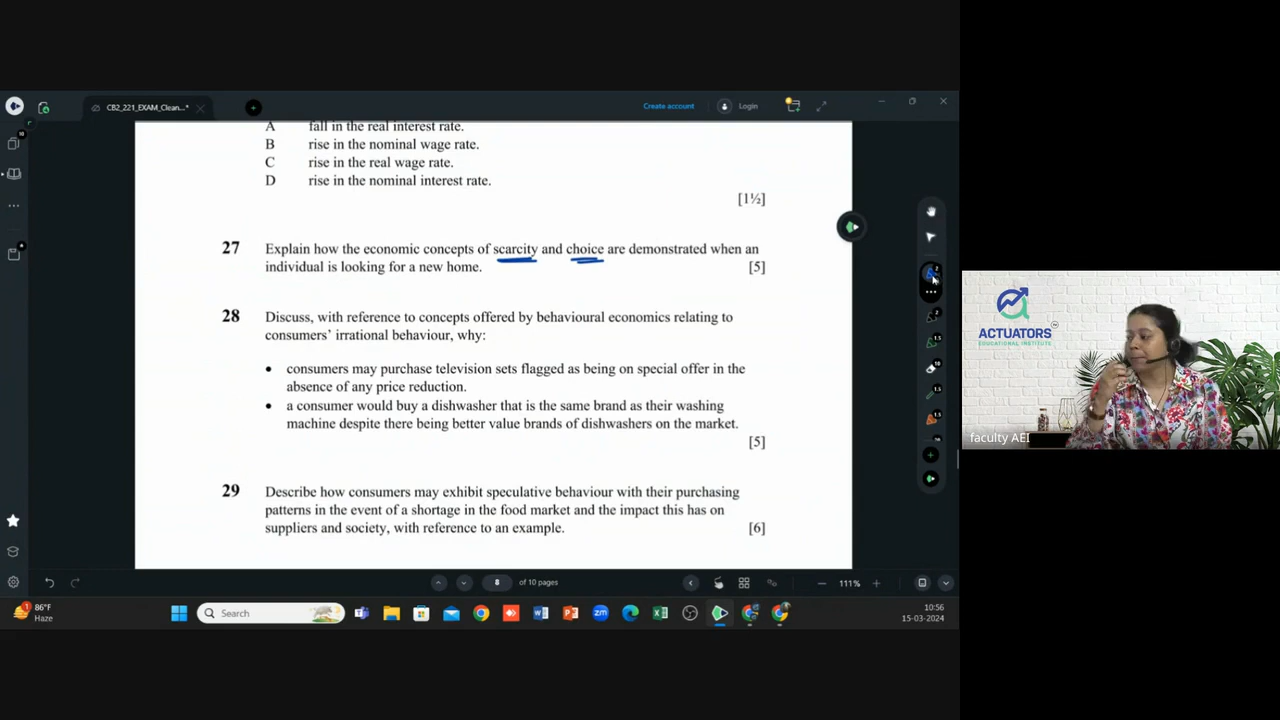 CB2_221_EXAM_Clean...*
Create account
Login
A fall in the real interest rate.
B rise in the nominal wage rate.
C rise in the real wage rate.
D rise in the nominal interest rate.
[1½]
27 Explain how the economic concepts of scarcity and choice are demonstrated when an
individual is looking for a new home. [5]
28 Discuss, with reference to concepts offered by behavioural economics relating to
consumers’ irrational behaviour, why:
• consumers may purchase television sets flagged as being on special offer in the
absence of any price reduction.
• a consumer would buy a dishwasher that is the same brand as their washing
machine despite there being better value brands of dishwashers on the market.
[5]
29 Describe how consumers may exhibit speculative behaviour with their purchasing
patterns in the event of a shortage in the food market and the impact this has on
suppliers and society, with reference to an example. [6]
8 of 10 pages
111%
86°F
Haze
Search
10:56
15-03-2024
ACTUATORS
EDUCATIONAL INSTITUTE
faculty AEI